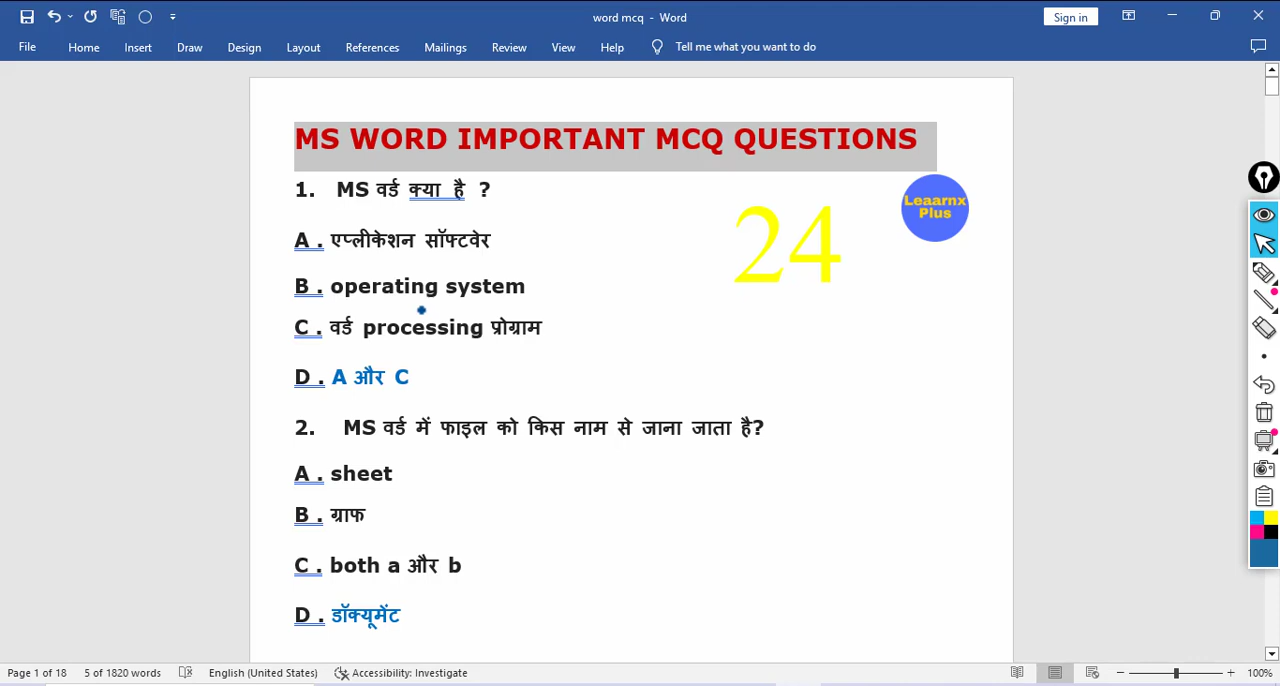 word mcq - Word
Sign in
File Home Insert Draw Design Layout References Mailings Review View Help Tell me what you want to do
MS WORD IMPORTANT MCQ QUESTIONS
1. MS वर्ड क्या है ?
24
Leaarnx
Plus
A . एप्लीकेशन सॉफ्टवेर
B . operating system
C . वर्ड processing प्रोग्राम
D . A और C
2. MS वर्ड में फाइल को किस नाम से जाना जाता है?
A . sheet
B . ग्राफ
C . both a और b
D . डॉक्यूमेंट
Page 1 of 18 5 of 1820 words English (United States) Accessibility: Investigate 100%